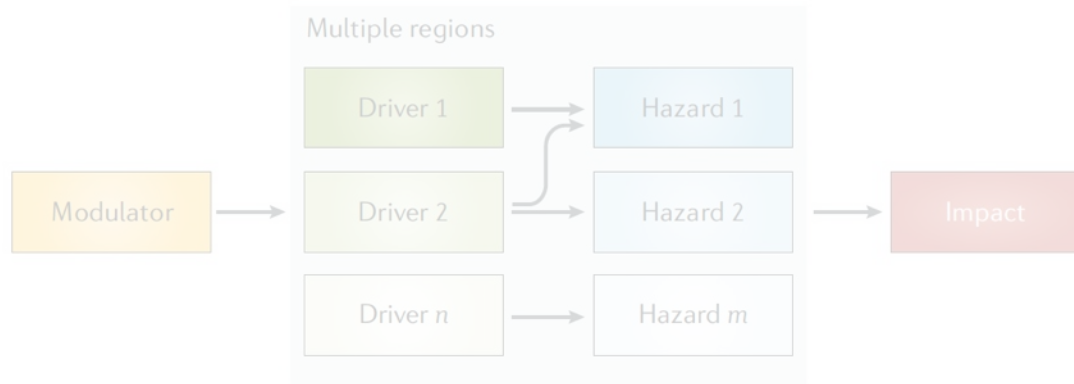 Multiple regions
Driver 1
Hazard 1
Modulator
Driver 2
Hazard 2
Impact
Driver n
Hazard m